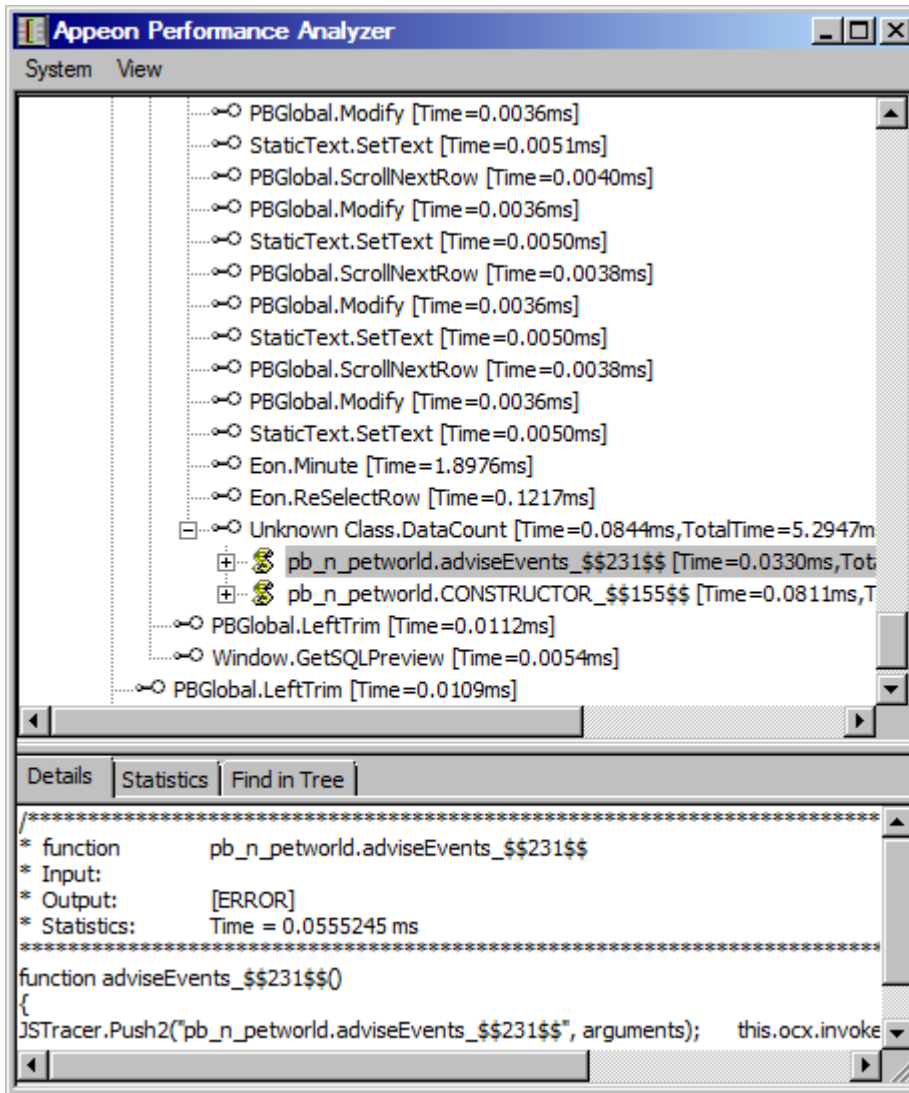 Appeon Performance Analyzer
System View
PBGlobal.Modify [Time=0.0036ms]
StaticText.SetText [Time=0.0051ms]
PBGlobal.ScrollNextRow [Time=0.0040ms]
PBGlobal.Modify [Time=0.0036ms]
StaticText.SetText [Time=0.0050ms]
PBGlobal.ScrollNextRow [Time=0.0038ms]
PBGlobal.Modify [Time=0.0036ms]
StaticText.SetText [Time=0.0050ms]
PBGlobal.ScrollNextRow [Time=0.0038ms]
PBGlobal.Modify [Time=0.0036ms]
StaticText.SetText [Time=0.0050ms]
Eon.Minute [Time=1.8976ms]
Eon.ReSelectRow [Time=0.1217ms]
Unknown Class.DataCount [Time=0.0844ms,TotalTime=5.2947m
pb_n_petworld.adviseEvents_$$231$$ [Time=0.0330ms,Tot
pb_n_petworld.CONSTRUCTOR_$$155$$ [Time=0.0811ms,T
PBGlobal.LeftTrim [Time=0.0112ms]
Window.GetSQLPreview [Time=0.0054ms]
PBGlobal.LeftTrim [Time=0.0109ms]
Details Statistics Find in Tree
/******************************************************************************
* function pb_n_petworld.adviseEvents_$$231$$
* Input:
* Output: [ERROR]
* Statistics: Time = 0.0555245 ms
******************************************************************************
function adviseEvents_$$231$$()
{
JSTracer.Push2("pb_n_petworld.adviseEvents_$$231$$", arguments); this.ocx.invoke